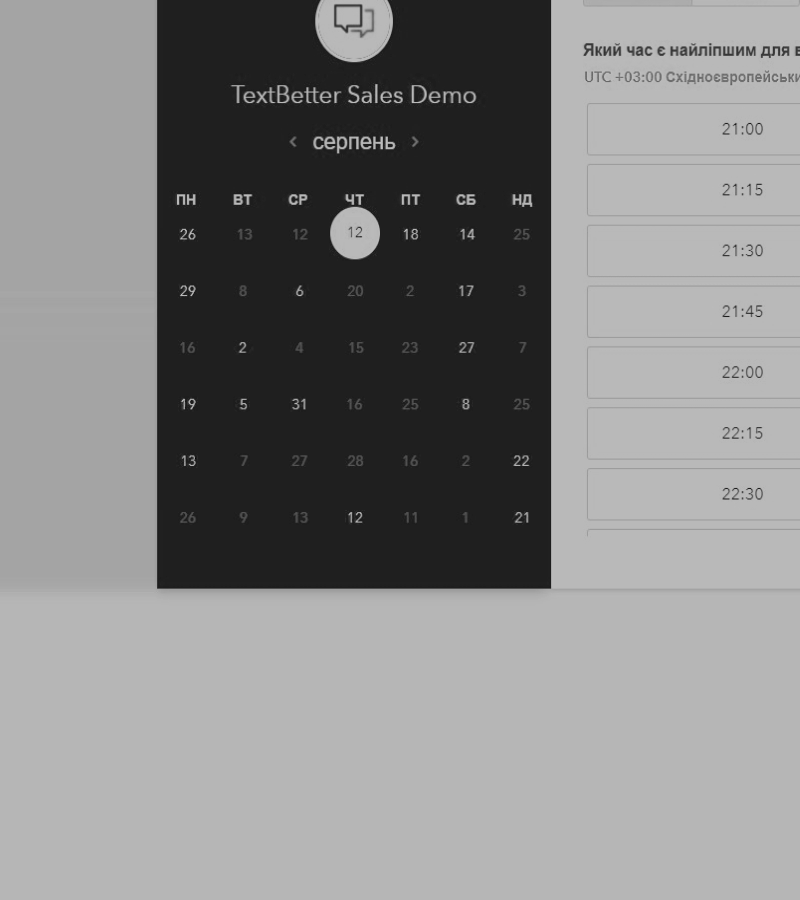 TextBetter Sales Demo
‹ серпень ›
ПН ВТ СР ЧТ ПТ СБ НД
26 13 12 12 18 14 25
29 8 6 20 2 17 3
16 2 4 15 23 27 7
19 5 31 16 25 8 25
13 7 27 28 16 2 22
26 9 13 12 11 1 21
Який час є найліпшим для
UTC +03:00
21:00
21:15
21:30
21:45
22:00
22:15
22:30